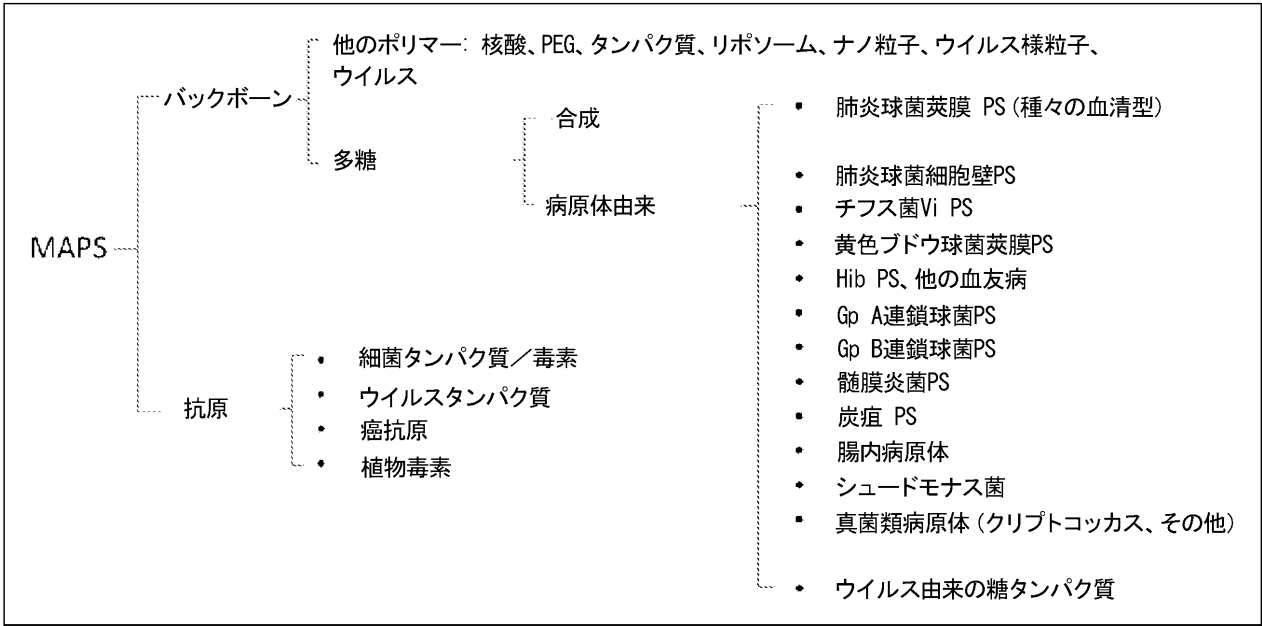 他のポリマー: 核酸、PEG、タンパク質、リポソーム、ナノ粒子、ウイルス様粒子、
ウイルス
バックボーン
多糖
合成
病原体由来
• 肺炎球菌莢膜 PS (種々の血清型)
• 肺炎球菌細胞壁PS
• チフス菌Vi PS
• 黄色ブドウ球菌莢膜PS
• Hib PS、他の血友病
• Gp A連鎖球菌PS
• Gp B連鎖球菌PS
• 髄膜炎菌PS
• 炭疽 PS
• 腸内病原体
• シュードモナス菌
• 真菌類病原体 (クリプトコッカス、その他)
• ウイルス由来の糖タンパク質
MAPS
抗原
• 細菌タンパク質／毒素
• ウイルスタンパク質
• 癌抗原
• 植物毒素